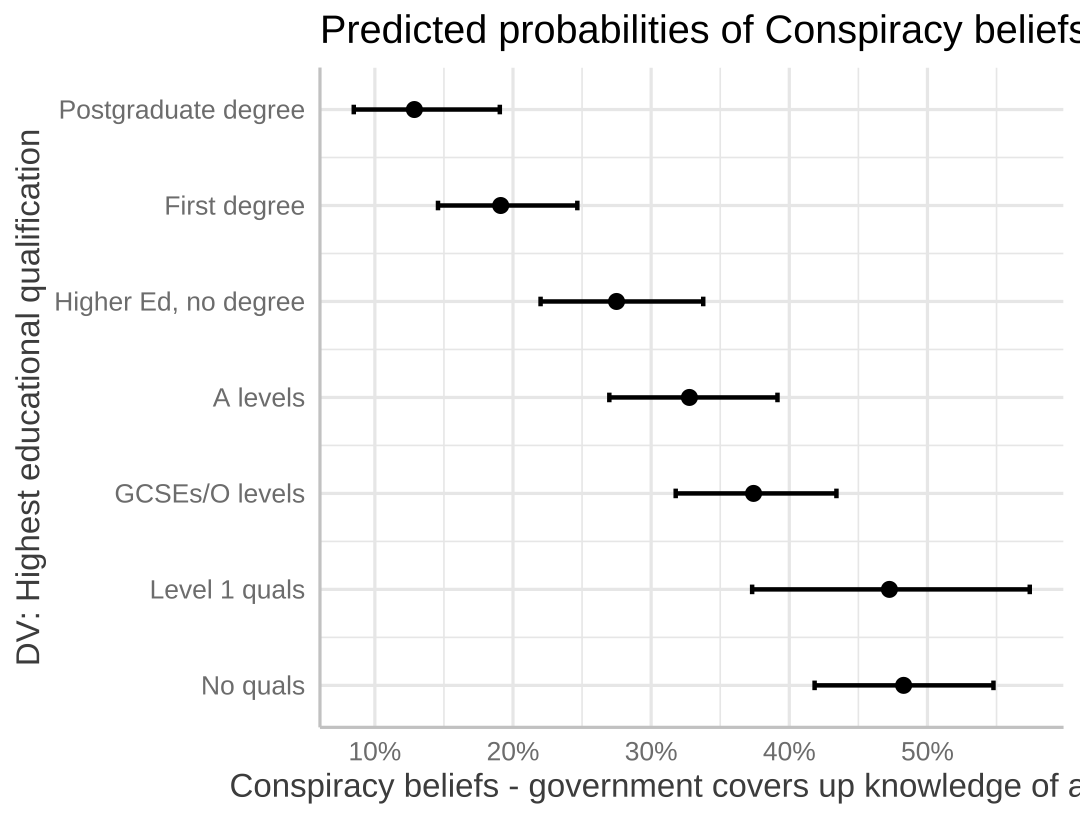 Predicted probabilities of Conspiracy beliefs
DV: Highest educational qualification
Postgraduate degree
First degree
Higher Ed, no degree
A levels
GCSEs/O levels
Level 1 quals
No quals
10% 20% 30% 40% 50%
Conspiracy beliefs - government covers up knowledge of a